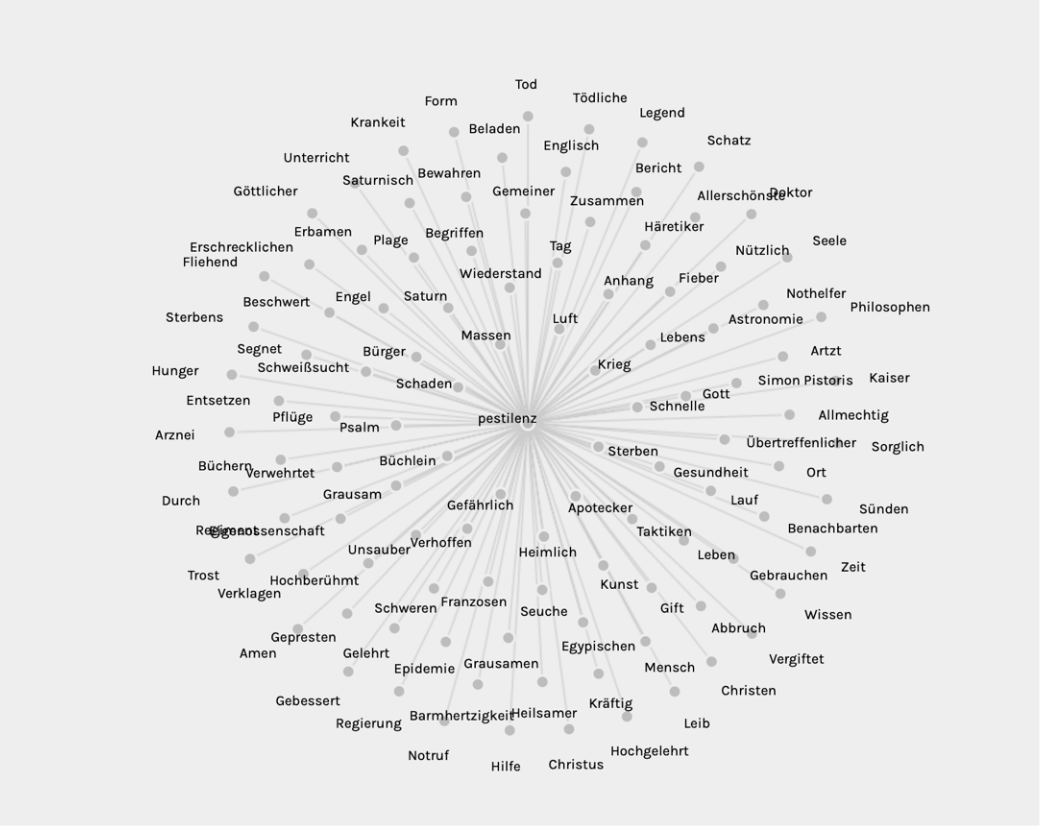 Tod
Form
Tödliche
Krankeit
Beladen
Legend
Unterricht
Englisch
Schatz
Göttlicher
Saturnisch
Bewahren
Gemeiner
Bericht
Zusammen
Allerschönste
Doktor
Erbamen
Plage
Begriffen
Häretiker
Erschrecklichen
Tag
Nützlich
Seele
Fliehend
Wiederstand
Anhang
Fieber
Beschwert
Engel
Saturn
Nothelfer
Philosophen
Sterbens
Luft
Astronomie
Segnet
Massen
Lebens
Schweißsucht
Bürger
Krieg
Artzt
Hunger
Schaden
Simon Pistoris
Kaiser
Entsetzen
Gott
Pflüge
Psalm
pestilenz
Schnelle
Allmechtig
Arznei
Übertreffenlicher
Sorglich
Büchern
Verwehrtet
Büchlein
Sterben
Gesundheit
Ort
Durch
Grausam
Gefährlich
Apotecker
Lauf
Sünden
Eigenossenschaft
Unsauber
Verhoffen
Heimlich
Taktiken
Benachbarten
Trost
Hochberühmt
Leben
Gebrauchen
Zeit
Verklagen
Schweren
Franzosen
Seuche
Kunst
Gift
Wissen
Gepresten
Abbruch
Amen
Gelehrt
Epidemie
Grausamen
Egypischen
Mensch
Vergiftet
Gebessert
Christen
Regierung
Barmhertzigkeit
Heilsamer
Kräftig
Leib
Notruf
Hilfe
Christus
Hochgelehrt